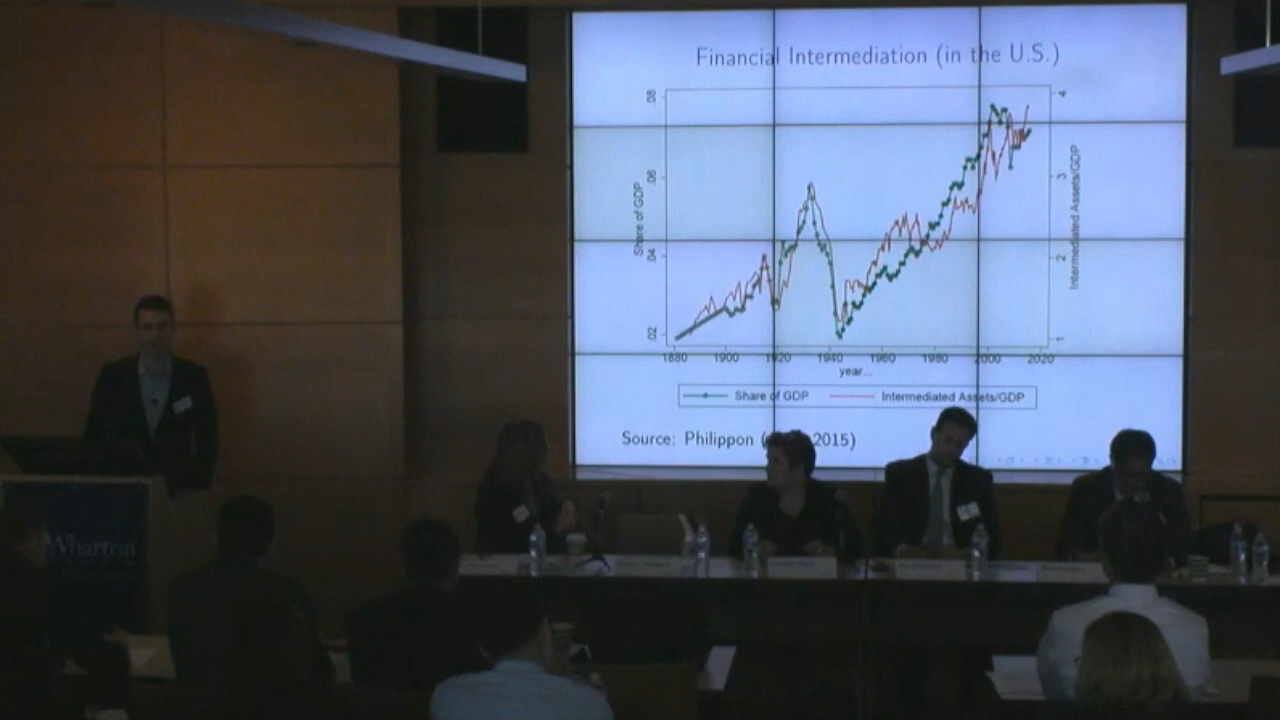 Financial Intermediation (in the U.S.)
.08
.06
.04
.02
Share of GDP
4
3
2
1
Intermediated Assets/GDP
1880 1900 1920 1940 1960 1980 2000 2020
year...
Share of GDP Intermediated Assets/GDP
Source: Philippon ( 2015)
Wharton